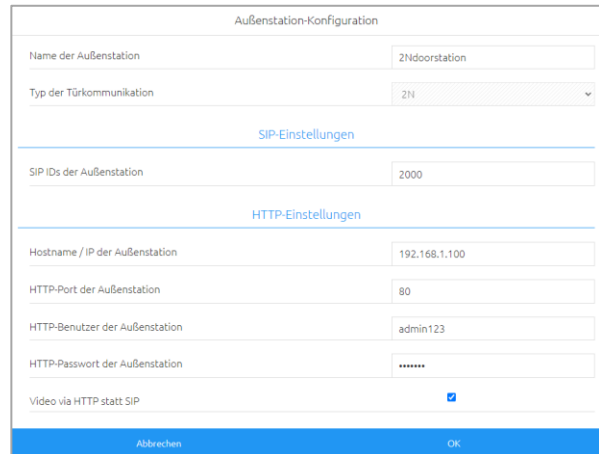 Außenstation-Konfiguration
Name der Außenstation 2Ndoorstation
Typ der Türkommunikation 2N
SIP-Einstellungen
SIP IDs der Außenstation 2000
HTTP-Einstellungen
Hostname / IP der Außenstation 192.168.1.100
HTTP-Port der Außenstation 80
HTTP-Benutzer der Außenstation admin123
HTTP-Passwort der Außenstation •••••••
Video via HTTP statt SIP
Abbrechen OK